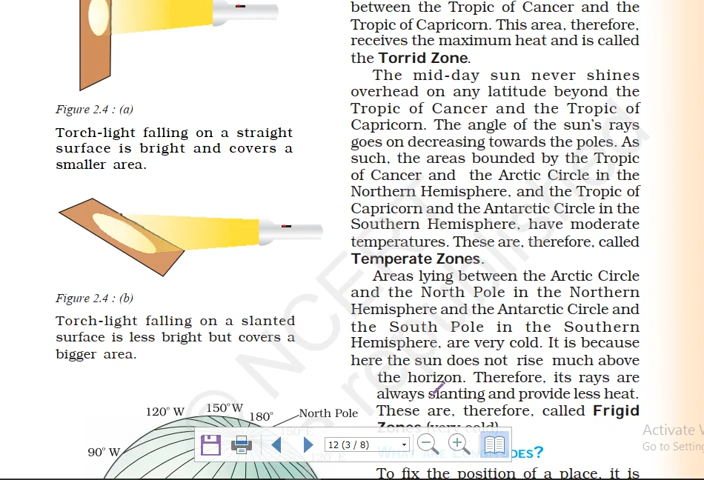 Figure 2.4 : (a)
Torch-light falling on a straight
surface is bright and covers a
smaller area.
Figure 2.4 : (b)
Torch-light falling on a slanted
surface is less bright but covers a
bigger area.
120° W
150° W
180°
North Pole
90° W
between the Tropic of Cancer and the
Tropic of Capricorn. This area, therefore,
receives the maximum heat and is called
the Torrid Zone.
The mid-day sun never shines
overhead on any latitude beyond the
Tropic of Cancer and the Tropic of
Capricorn. The angle of the sun's rays
goes on decreasing towards the poles. As
such, the areas bounded by the Tropic
of Cancer and the Arctic Circle in the
Northern Hemisphere, and the Tropic of
Capricorn and the Antarctic Circle in the
Southern Hemisphere, have moderate
temperatures. These are, therefore, called
Temperate Zones.
Areas lying between the Arctic Circle
and the North Pole in the Northern
Hemisphere and the Antarctic Circle and
the South Pole in the Southern
Hemisphere, are very cold. It is because
here the sun does not rise much above
the horizon. Therefore, its rays are
always slanting and provide less heat.
These are, therefore, called Frigid
Zones (very cold).
To fix the position of a place, it is
12 (3 / 8)
© NCERT
republished
Activate
Go to Setting